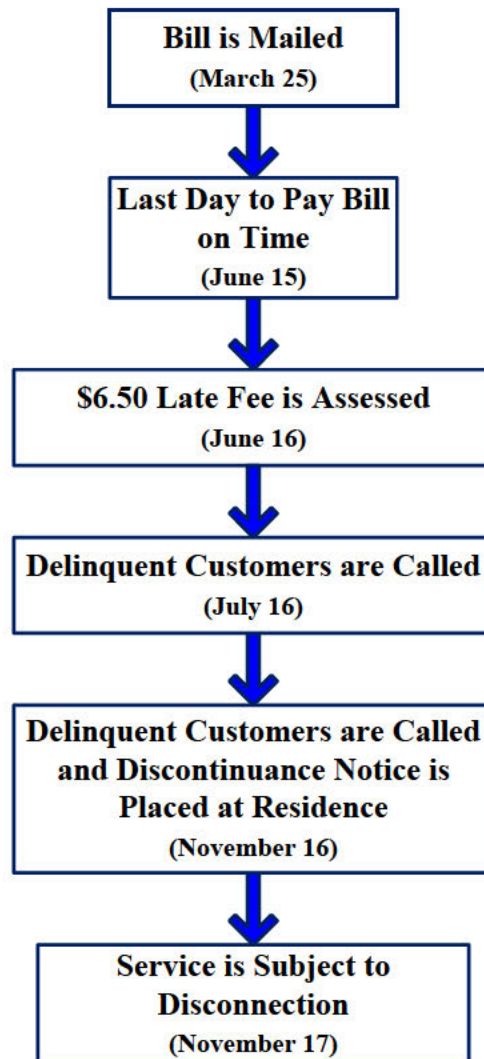 Bill is Mailed
(March 25)
Last Day to Pay Bill
on Time
(June 15)
$6.50 Late Fee is Assessed
(June 16)
Delinquent Customers are Called
(July 16)
Delinquent Customers are Called
and Discontinuance Notice is
Placed at Residence
(November 16)
Service is Subject to
Disconnection
(November 17)